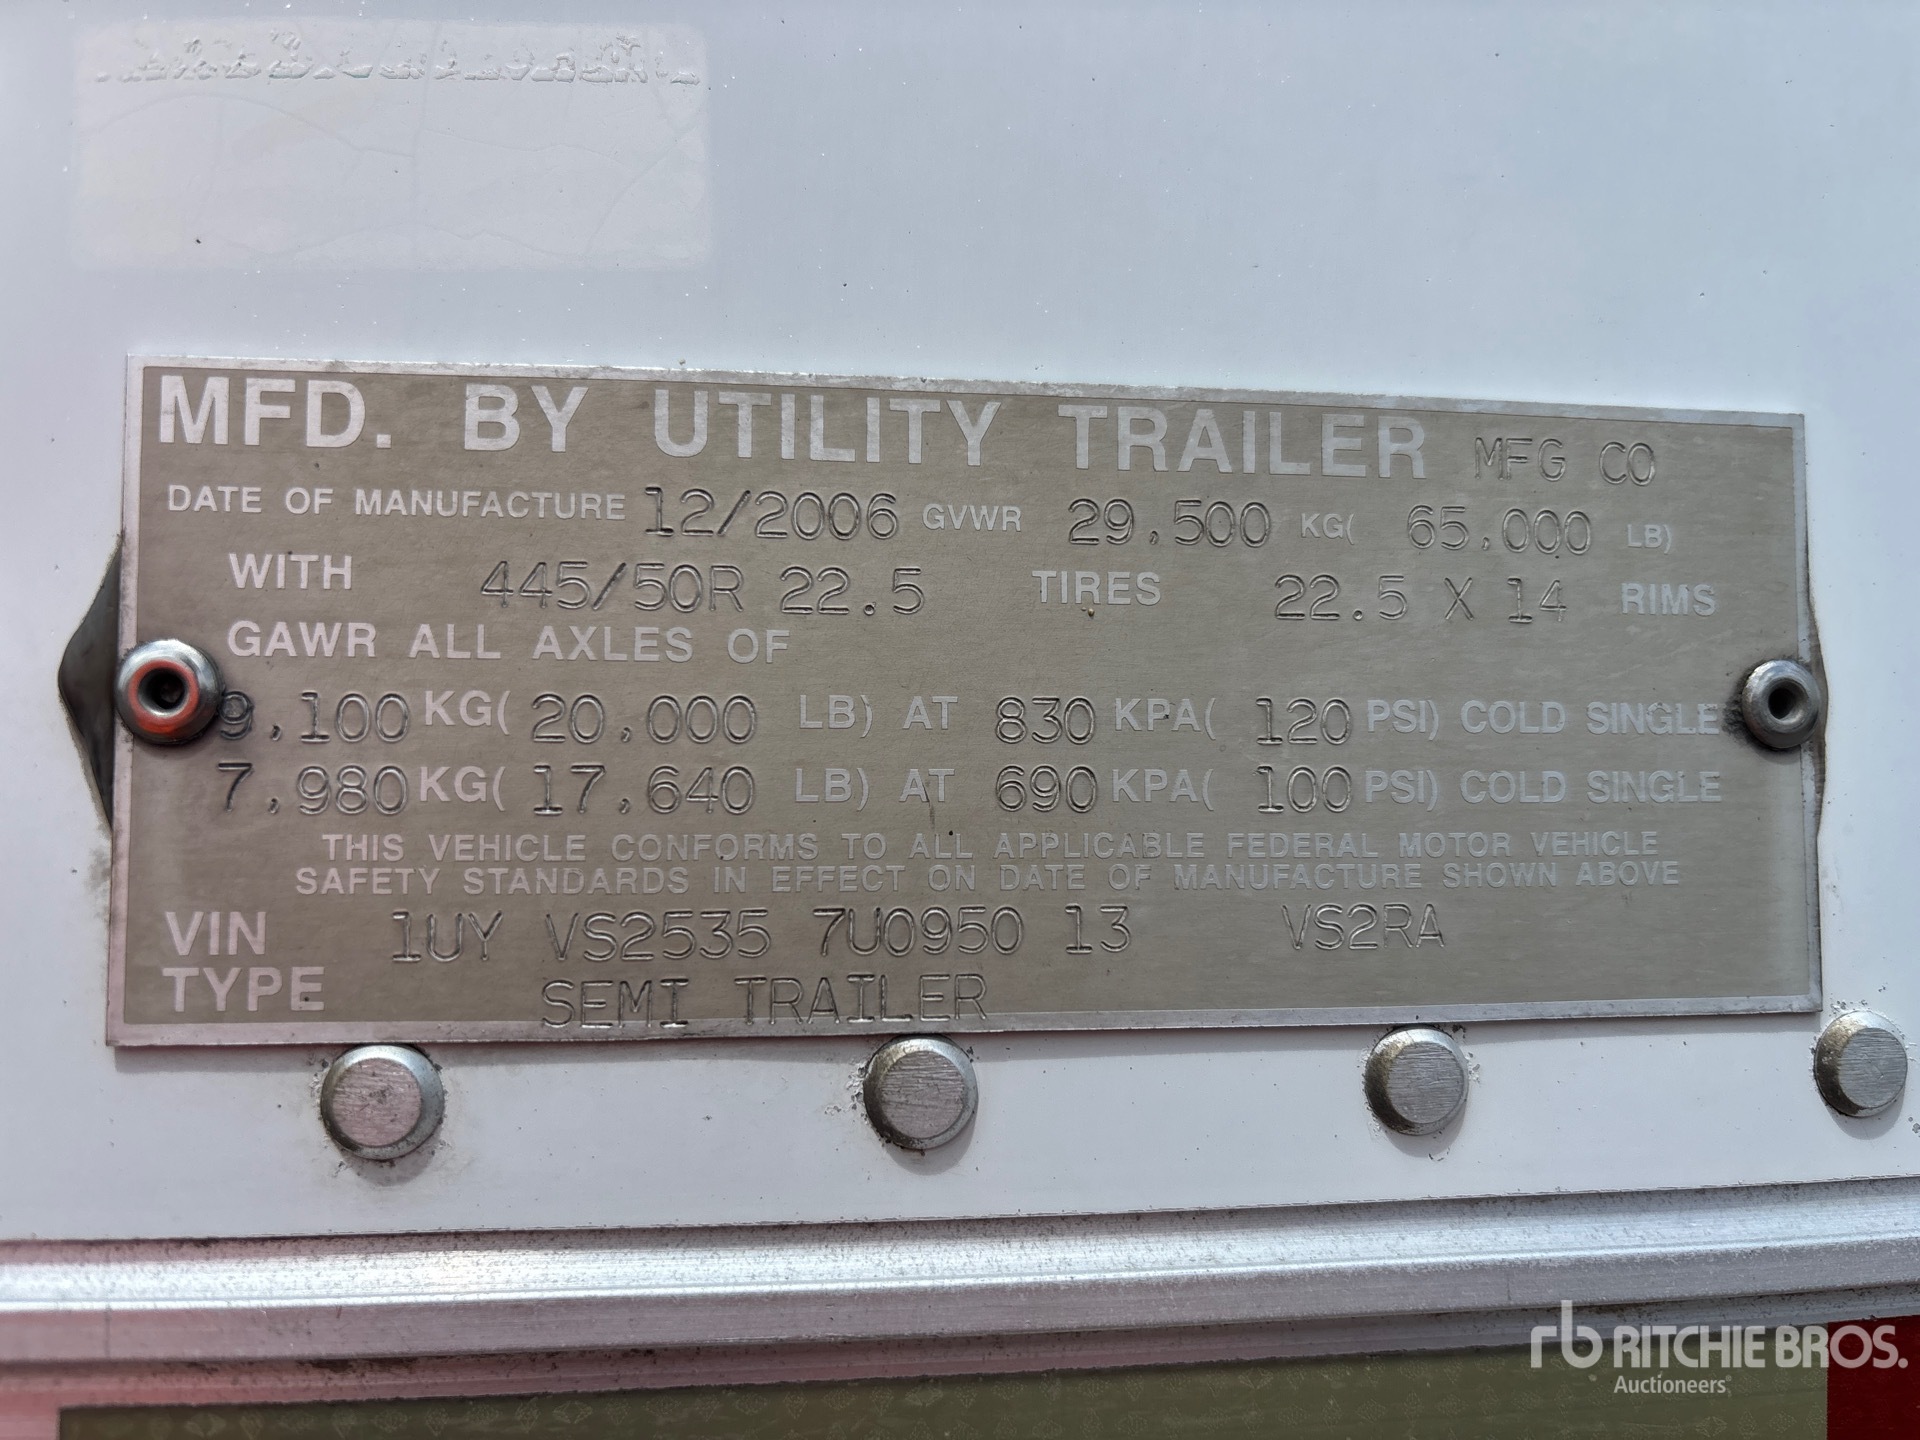 MFD. BY UTILITY TRAILER MFG CO
DATE OF MANUFACTURE 12/2006 GVWR 29,500 KG( 65,000 LB)
WITH 445/50R 22.5 TIRES 22.5 X 14 RIMS
GAWR ALL AXLES OF
9,100 KG( 20,000 LB) AT 830 KPA( 120 PSI) COLD SINGLE
7,980 KG( 17,640 LB) AT 690 KPA( 100 PSI) COLD SINGLE
THIS VEHICLE CONFORMS TO ALL APPLICABLE FEDERAL MOTOR VEHICLE
SAFETY STANDARDS IN EFFECT ON DATE OF MANUFACTURE SHOWN ABOVE
VIN 1UY VS2535 7U0950 13 VS2RA
TYPE SEMI TRAILER
rb RITCHIE BROS.
Auctioneers